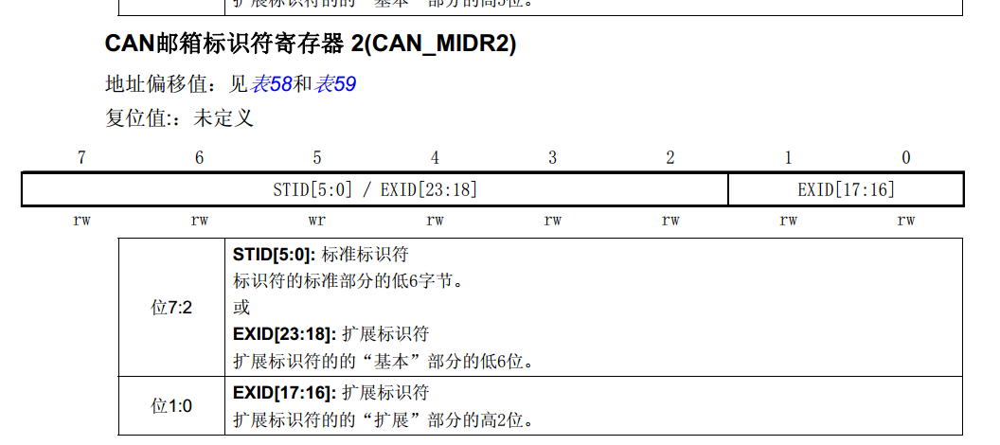 扩展标识符的的“基本”部分的高5位。
CAN邮箱标识符寄存器 2(CAN_MIDR2)
地址偏移值：见表58和表59
复位值:：未定义
7 6 5 4 3 2 1 0
STID[5:0] / EXID[23:18] EXID[17:16]
rw rw wr rw rw rw rw rw
位7:2
STID[5:0]: 标准标识符
标识符的标准部分的低6字节。
或
EXID[23:18]: 扩展标识符
扩展标识符的的“基本”部分的低6位。
位1:0
EXID[17:16]: 扩展标识符
扩展标识符的的“扩展”部分的高2位。